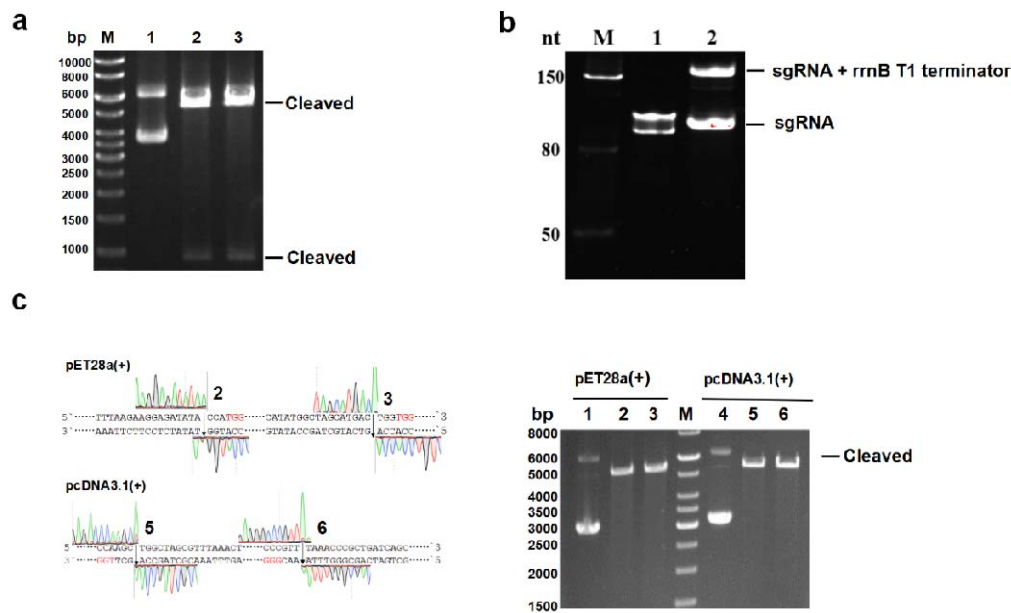 a
bp M 1 2 3
10000
8000
6000
5000
4000
3000
2500
2000
1500
1000
Cleaved
Cleaved
b
nt M 1 2
150
80
50
sgRNA + rrnB T1 terminator
sgRNA
c
pET28a(+)
2
3
5 TTTAAGAAGGAGATATA CCATGG CATATGGCTAGCATGAC TGGTGG 3
3 AAATTCTTCCTCTATAT GGTACC GTATACCGATCGTACTG ACCACC 5
pcDNA3.1(+)
5
6
5 CCAAGC TGGCTAGCGTTTAAACT CCCGTT TAAACCCGCTGATCAGC 3
3 GGTTCG ACCGATCGCAAATTTGA GGGCAA ATTTGGGCGACTAGTCG 5
pET28a(+) pcDNA3.1(+)
bp 1 2 3 M 4 5 6
8000
6000
5000
4000
3500
3000
2500
2000
1500
Cleaved